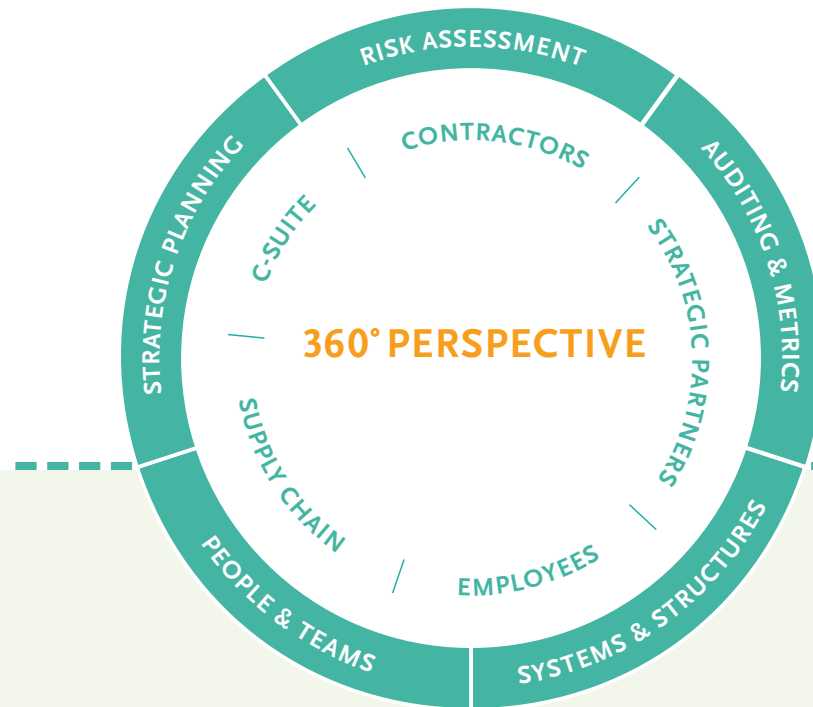 RISK ASSESSMENT
AUDITING & METRICS
SYSTEMS & STRUCTURES
PEOPLE & TEAMS
STRATEGIC PLANNING
CONTRACTORS
STRATEGIC PARTNERS
EMPLOYEES
SUPPLY CHAIN
C-SUITE
360° PERSPECTIVE